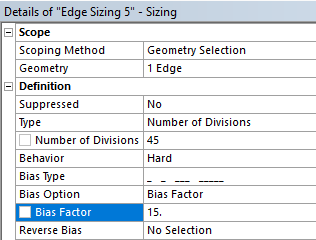 Details of "Edge Sizing 5" - Sizing
Scope
Scoping Method Geometry Selection
Geometry 1 Edge
Definition
Suppressed No
Type Number of Divisions
Number of Divisions 45
Behavior Hard
Bias Type _ _ ___ _____
Bias Option Bias Factor
Bias Factor 15.
Reverse Bias No Selection